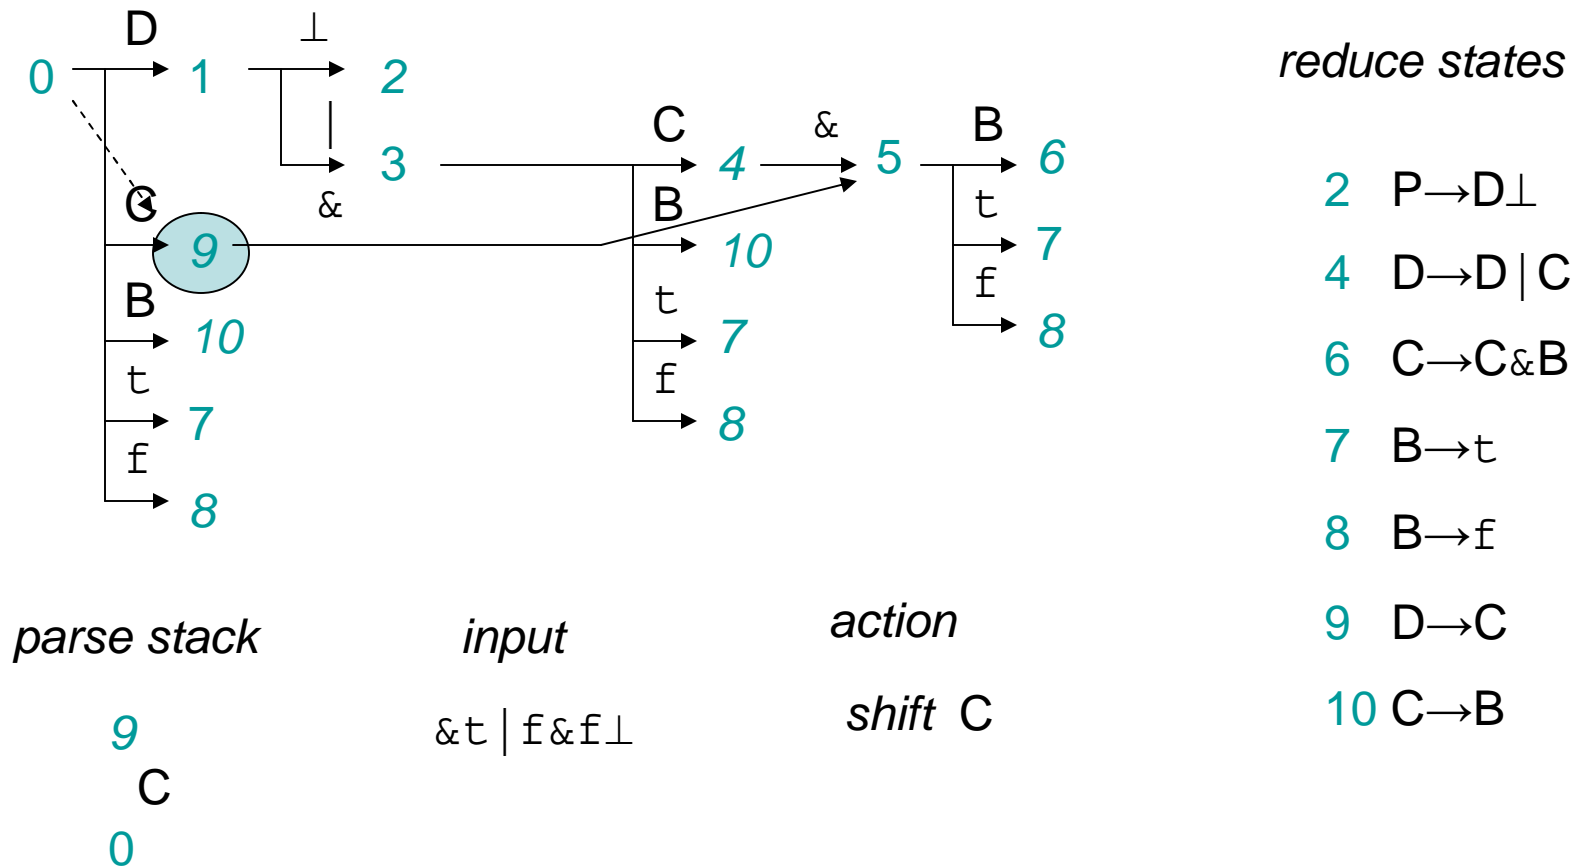 D ⊥
0 1 2
reduce states
|
C & B
3 4 5 6
C & B t
2 P→D⊥
9 10 7
4 D→D|C
B t f
10 7 8
6 C→C&B
t f
7 8
7 B→t
f
8
8 B→f
parse stack input action
9 D→C
9 &t|f&f⊥ shift C
10 C→B
C
0